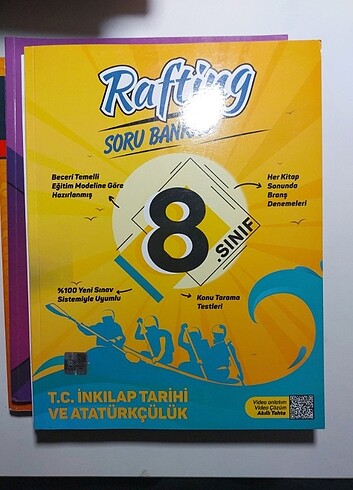 Rafting
SORU BANKASI
Beceri Temelli
Eğitim Modeline Göre
Hazırlanmış
Her Kitap
Sonunda
Branş
Denemeleri
8
.SINIF
%100 Yeni Sınav
Sistemiyle Uyumlu
Konu Tarama
Testleri
T.C. İNKILAP TARİHİ
VE ATATÜRKÇÜLÜK
Video anlatım
Video Çözüm
Akıllı Tahta